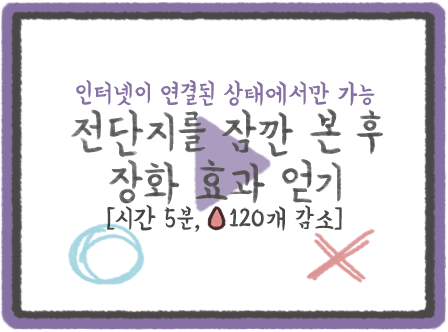 인터넷이 연결된 상태에서만 가능
전단지를 잠깐 본 후
장화 효과 얻기
[시간 5분, 120개 감소]